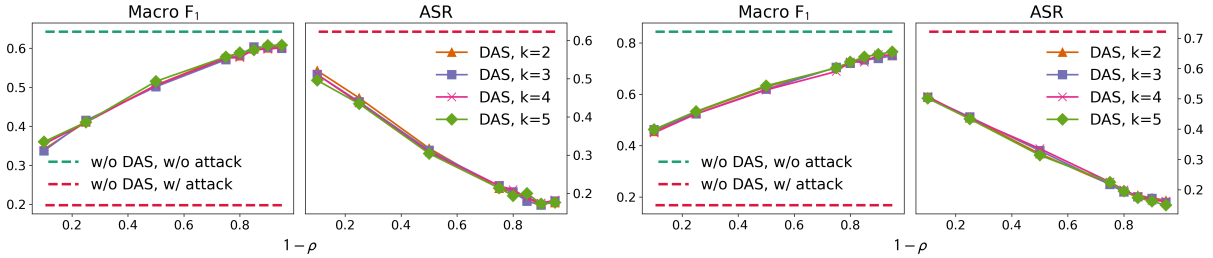 Macro F₁
0.6
0.5
0.4
0.3
0.2
w/o DAS, w/o attack
w/o DAS, w/ attack
0.2 0.4 0.6 0.8
ASR
0.6
0.5
0.4
0.3
0.2
DAS, k=2
DAS, k=3
DAS, k=4
DAS, k=5
0.2 0.4 0.6 0.8
1 − ρ
Macro F₁
0.8
0.6
0.4
0.2
w/o DAS, w/o attack
w/o DAS, w/ attack
0.2 0.4 0.6 0.8
ASR
0.7
0.6
0.5
0.4
0.3
0.2
DAS, k=2
DAS, k=3
DAS, k=4
DAS, k=5
0.2 0.4 0.6 0.8
1 − ρ